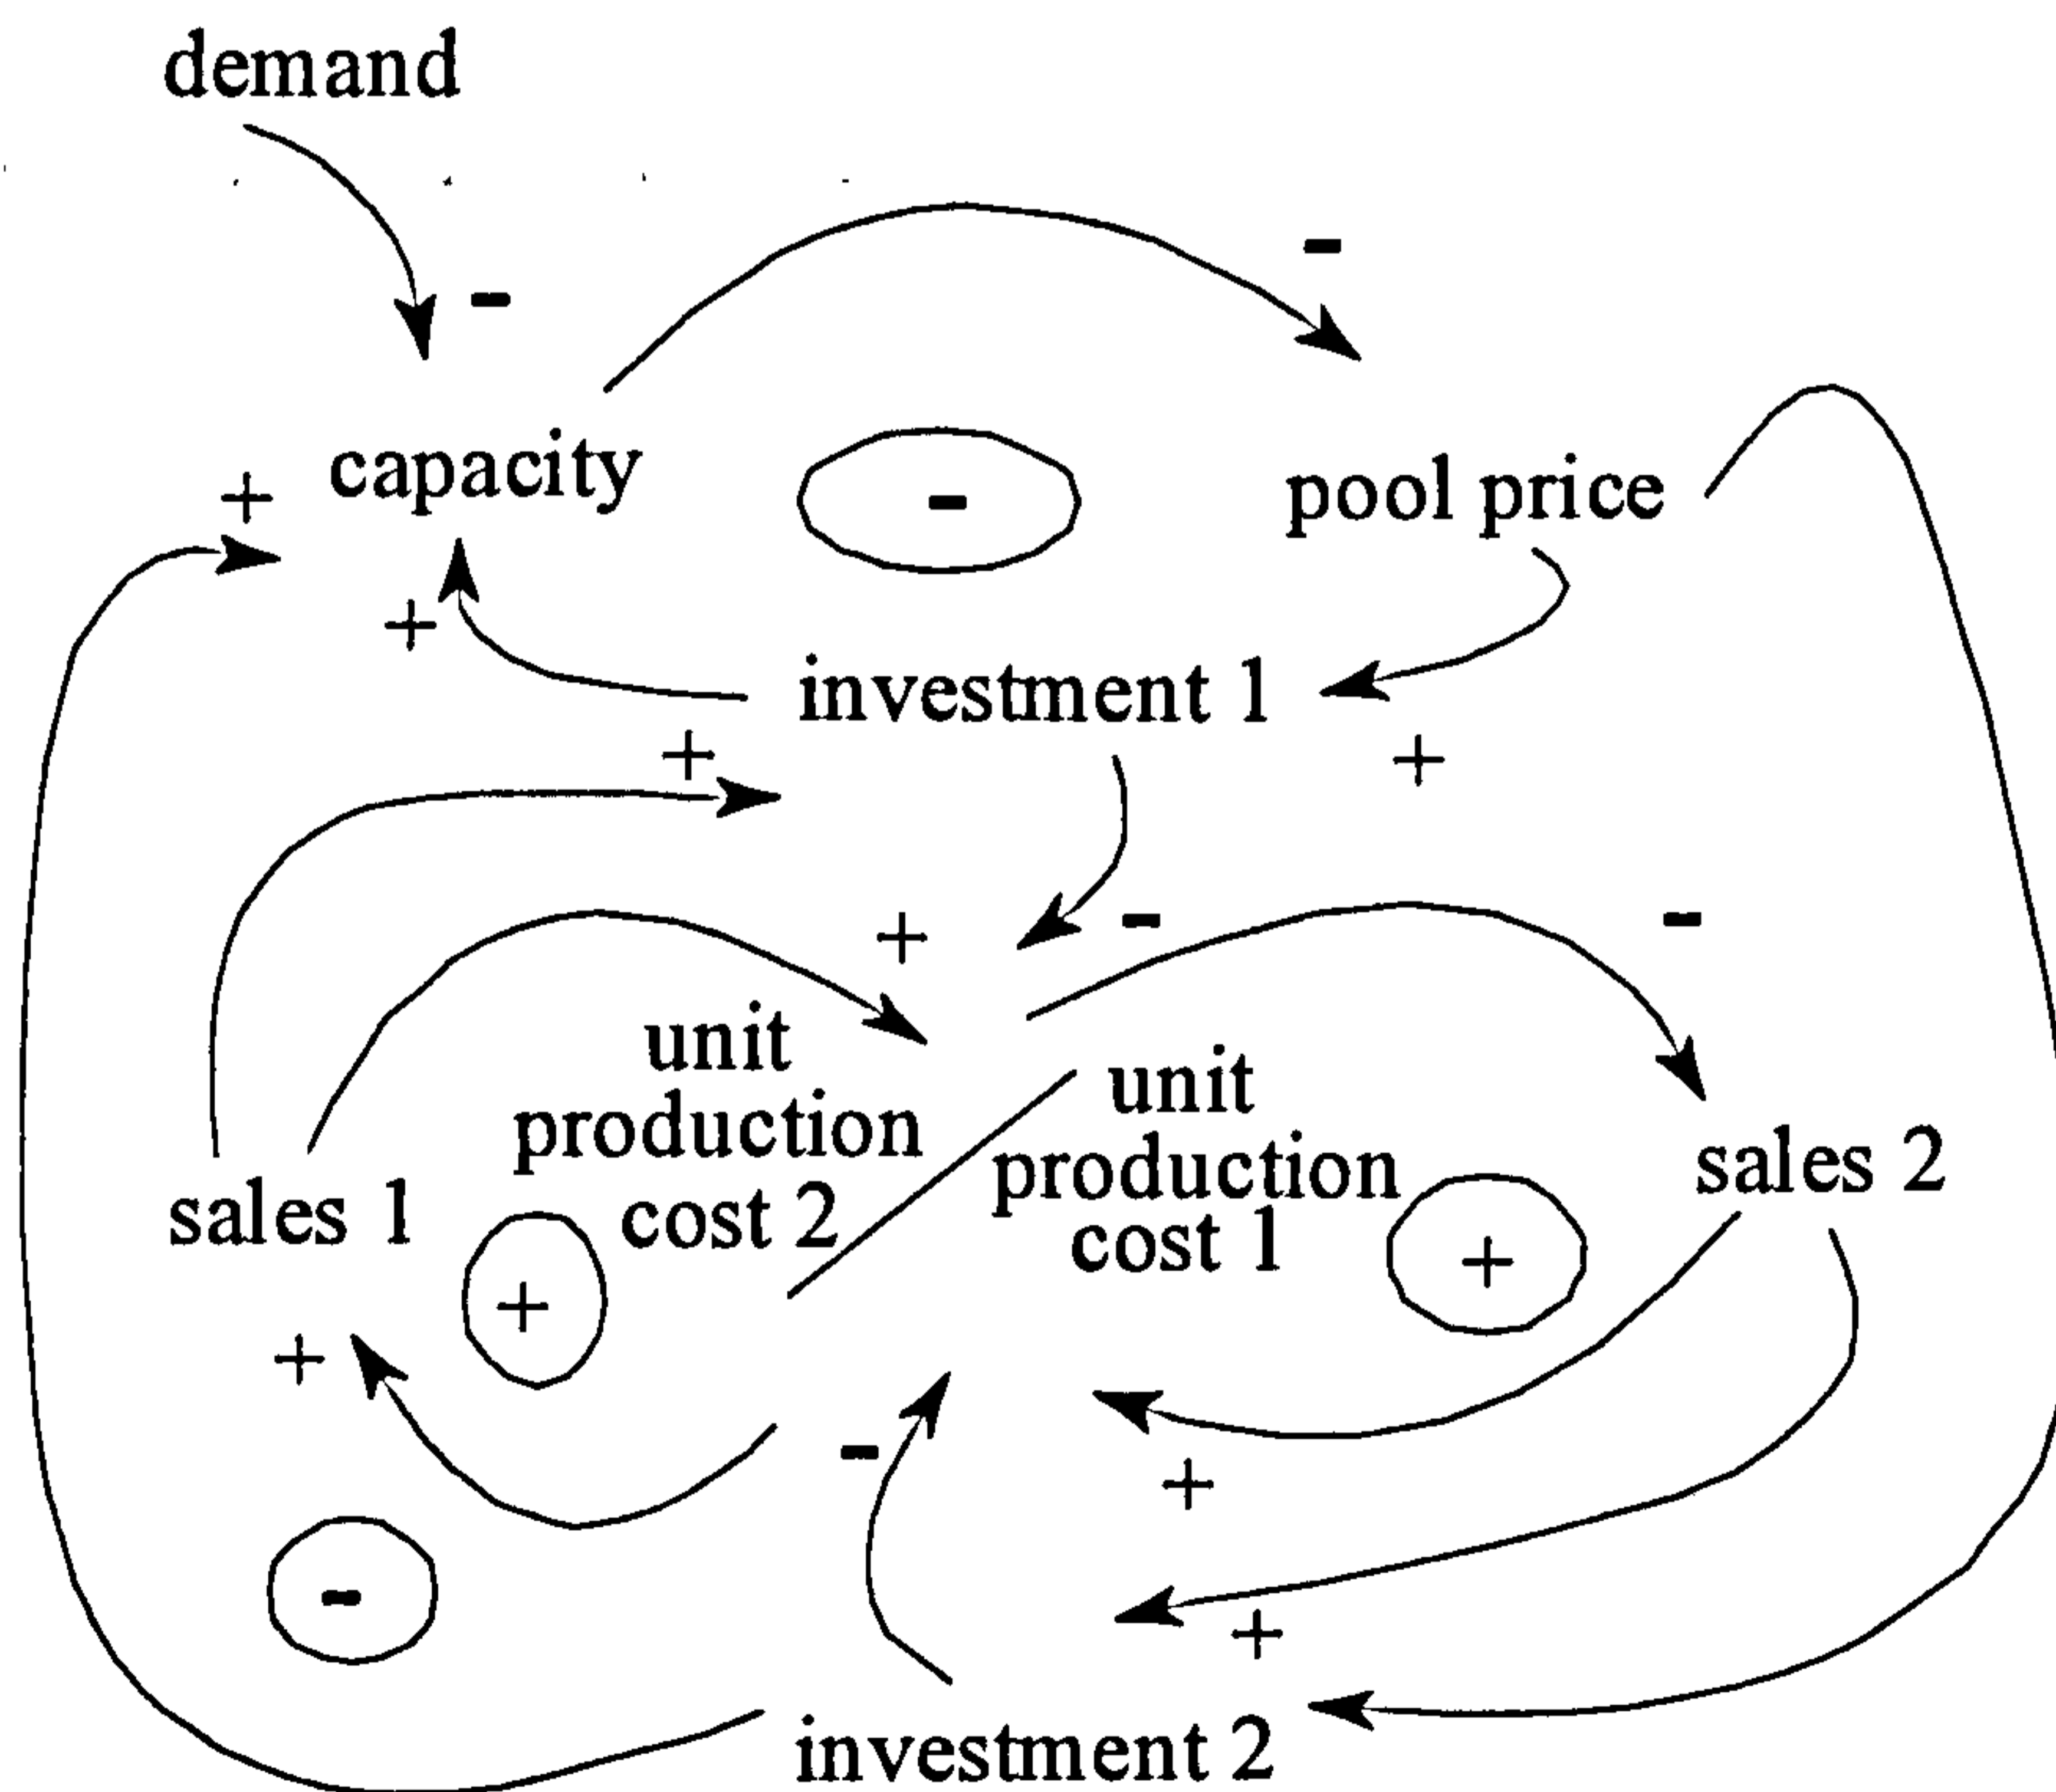 demand
-
-
capacity
+
-
pool price
+
investment 1
+
+
+
-
-
unit
production
cost 2
unit
production
cost 1
sales 1
sales 2
+
+
+
-
+
-
+
investment 2